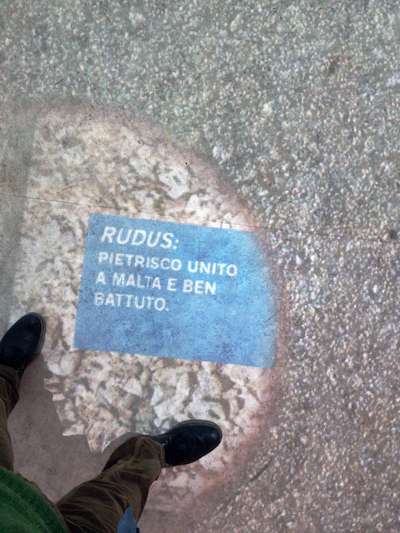 RUDUS:
PIETRISCO UNITO
A MALTA E BEN
BATTUTO.